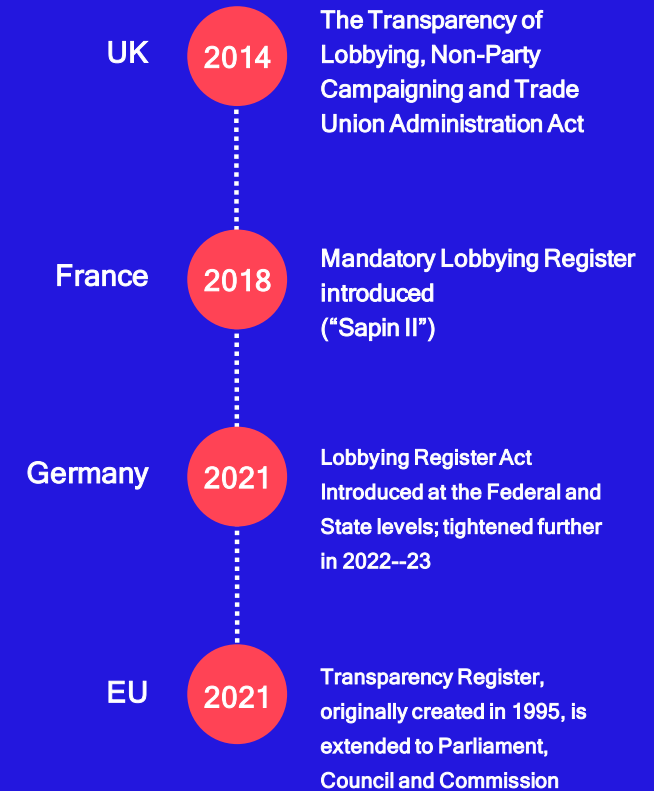 UK
2014
The Transparency of
Lobbying, Non-Party
Campaigning and Trade
Union Administration Act
France
2018
Mandatory Lobbying Register
introduced
(“Sapin II”)
Germany
2021
Lobbying Register Act
Introduced at the Federal and
State levels; tightened further
in 2022--23
EU
2021
Transparency Register,
originally created in 1995, is
extended to Parliament,
Council and Commission